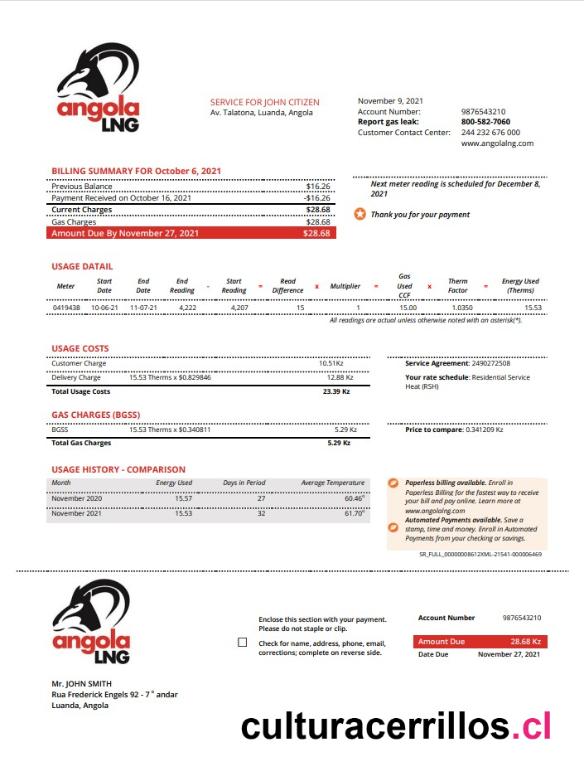 angola
LNG
SERVICE FOR JOHN CITIZEN
Av. Talatona, Luanda, Angola
November 9, 2021
Account Number: 9876543210
Report gas leak: 800-582-7060
Customer Contact Center: 244 232 676 000
www.angolalng.com
BILLING SUMMARY FOR October 6, 2021
Previous Balance $16.26
Payment Received on October 16, 2021 -$16.26
Current Charges $28.68
Gas Charges $28.68
Amount Due By November 27, 2021 $28.68
Next meter reading is scheduled for December 8,
2021
Thank you for your payment
USAGE DATAIL
Meter Start Date End Date End Reading - Start Reading = Read Difference x Multiplier = Gas Used CCF x Therm Factor = Energy Used (Therms)
0419438 10-06-21 11-07-21 4,222 4,207 15 1 15.00 1.0350 15.53
All readings are actual unless otherwise noted with an asterisk(*).
USAGE COSTS
Customer Charge 10.51Kz
Delivery Charge 15.53 Therms x $0.829846 12.88 Kz
Total Usage Costs 23.39 Kz
Service Agreement: 2490272508
Your rate schedule: Residential Service
Heat (RSH)
GAS CHARGES (BGSS)
BGSS 15.53 Therms x $0.340811 5.29 Kz
Total Gas Charges 5.29 Kz
Price to compare: 0.341209 Kz
USAGE HISTORY - COMPARISON
Month Energy Used Days in Period Average Temperature
November 2020 15.57 27 60.46°
November 2021 15.53 32 61.70°
Paperless billing available. Enroll in
Paperless Billing for the fastest way to receive
your bill and pay online. Learn more at
www.angolalng.com
Automated Payments available. Save a
stamp, time and money. Enroll in Automated
Payments from your checking or savings.
SR_FULL_00000008612XML-21541-000006469
angola
LNG
Enclose this section with your payment.
Please do not staple or clip.
Check for name, address, phone, email,
corrections; complete on reverse side.
Account Number 9876543210
Amount Due 28.68 Kz
Date Due November 27, 2021
Mr. JOHN SMITH
Rua Frederick Engels 92 - 7° andar
Luanda, Angola
culturacerrillos.cl